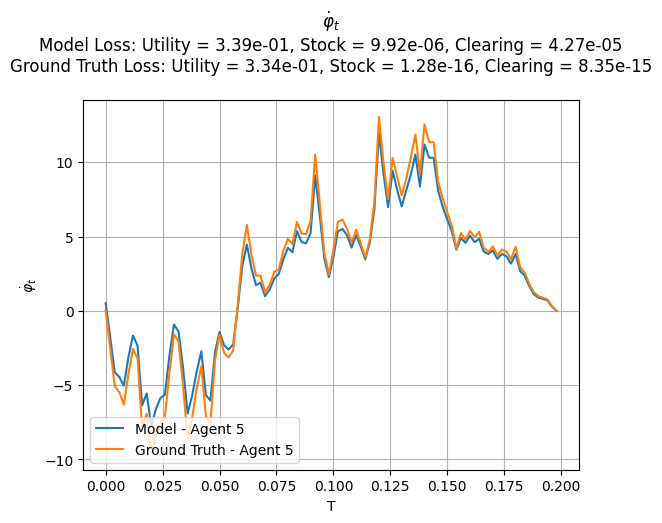 φ̇ₜ
Model Loss: Utility = 3.39e-01, Stock = 9.92e-06, Clearing = 4.27e-05
Ground Truth Loss: Utility = 3.34e-01, Stock = 1.28e-16, Clearing = 8.35e-15
φ̇ₜ
10
5
0
−5
−10
Model - Agent 5
Ground Truth - Agent 5
0.000 0.025 0.050 0.075 0.100 0.125 0.150 0.175 0.200
T